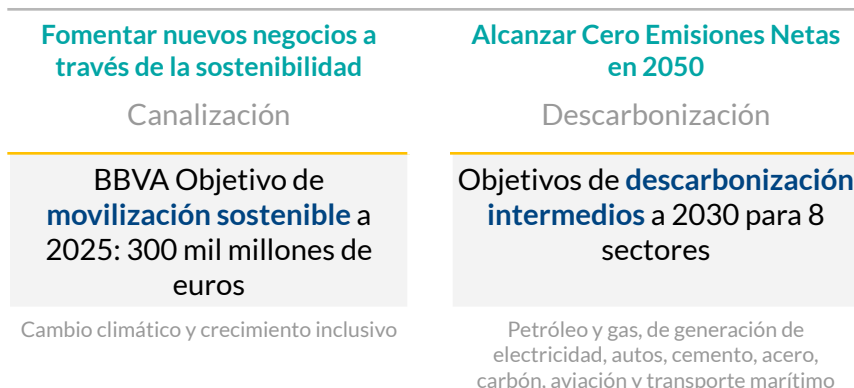 Fomentar nuevos negocios a
través de la sostenibilidad
Canalización
BBVA Objetivo de
movilización sostenible a
2025: 300 mil millones de
euros
Cambio climático y crecimiento inclusivo
Alcanzar Cero Emisiones Netas
en 2050
Descarbonización
Objetivos de descarbonización
intermedios a 2030 para 8
sectores
Petróleo y gas, de generación de
electricidad, autos, cemento, acero,
carbón, aviación y transporte marítimo